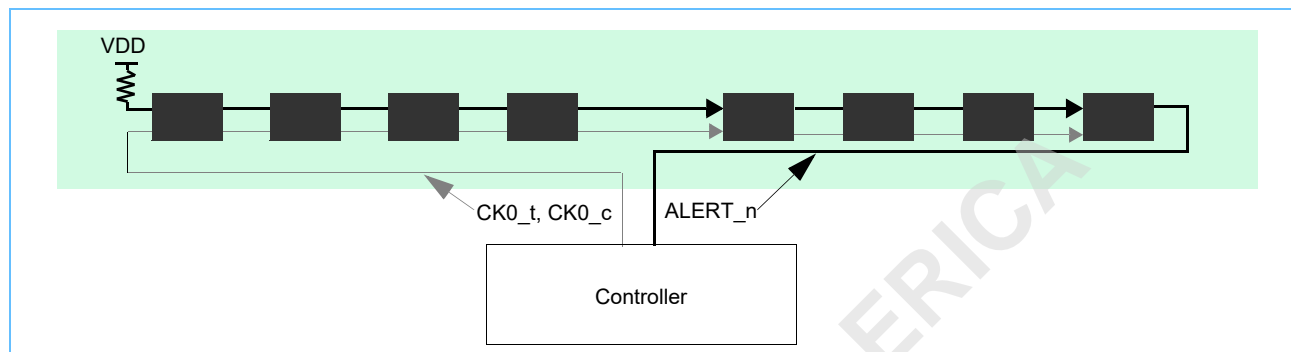 VDD
CK0_t, CK0_c
ALERT_n
Controller
ERICA